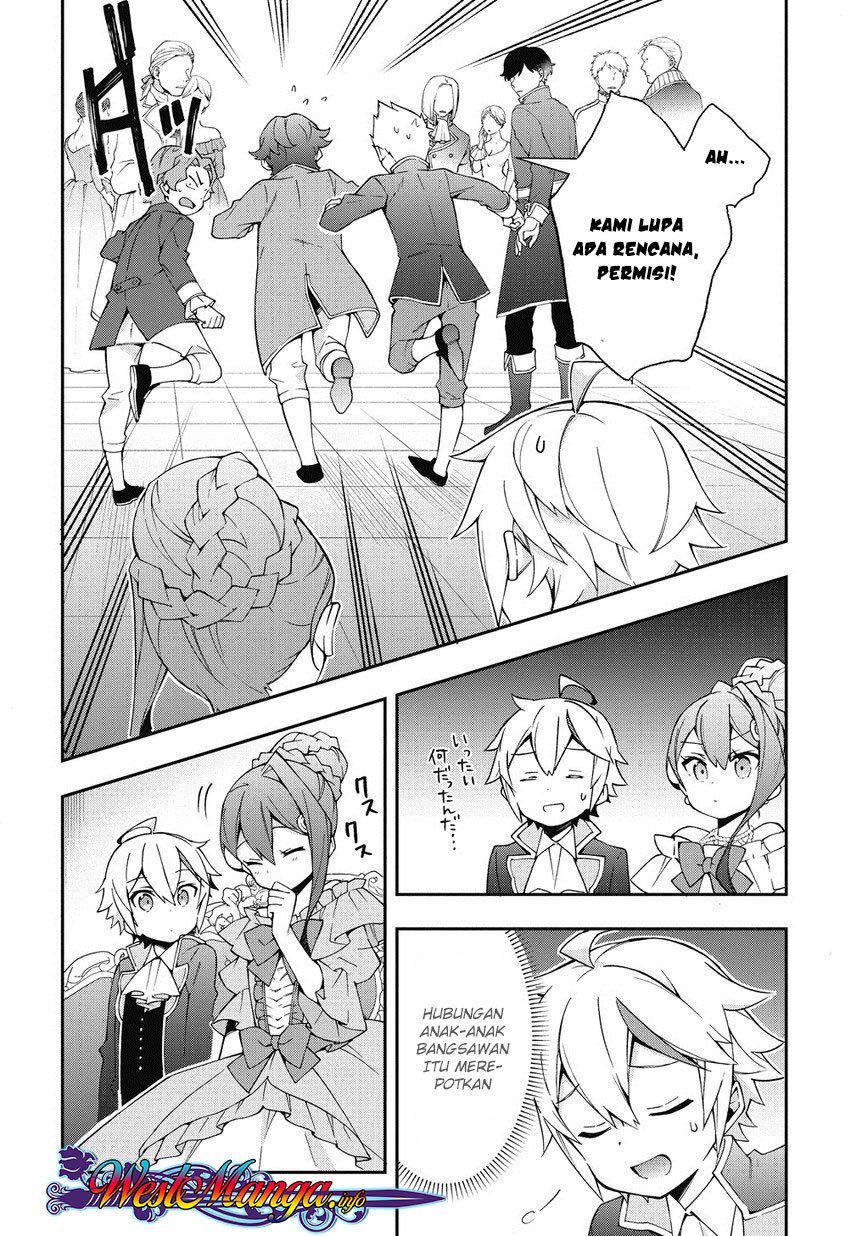 ダッ
AH...
KAMI LUPA
ADA RENCANA,
PERMISI!
いったい
何だったんだ…
クスクス
HUBUNGAN
ANAK-ANAK
BANGSAWAN
ITU MERE-
POTKAN
WestManga.info